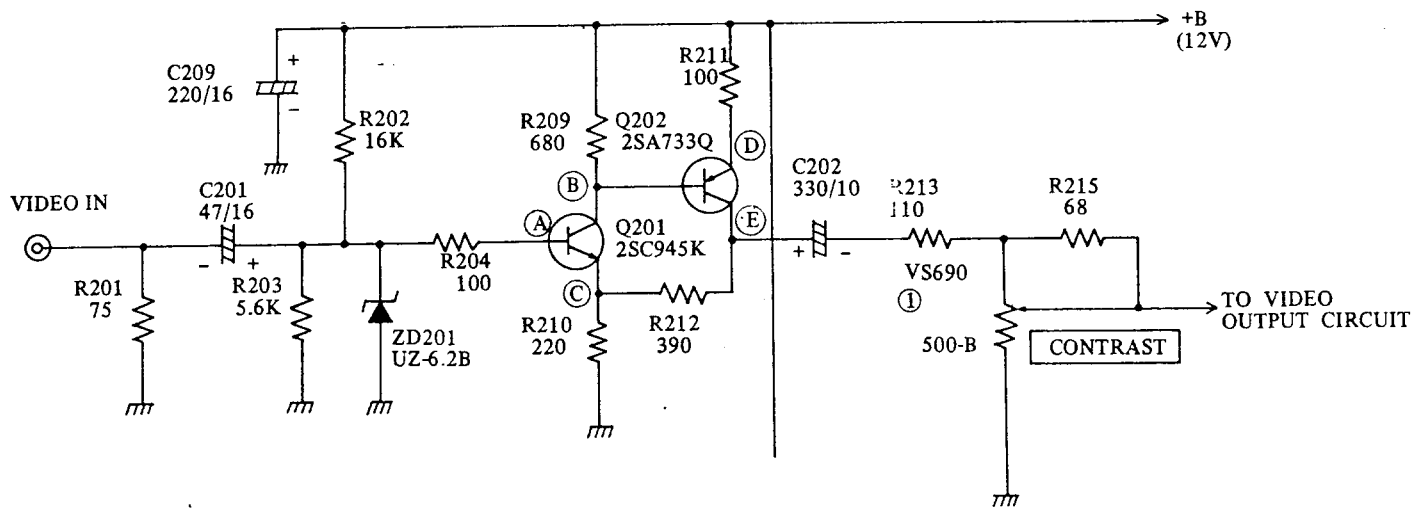 +B
(12V)
R211
100
C209
220/16
+
-
R202
16K
R209
680
Q202
2SA733Q
D
C202
330/10
R213
110
R215
68
VIDEO IN
C201
47/16
B
A
Q201
2SC945K
E
- +
+ -
R204
100
VS690
1
R201
75
R203
5.6K
C
R210
220
R212
390
ZD201
UZ-6.2B
500-B
CONTRAST
TO VIDEO
OUTPUT CIRCUIT